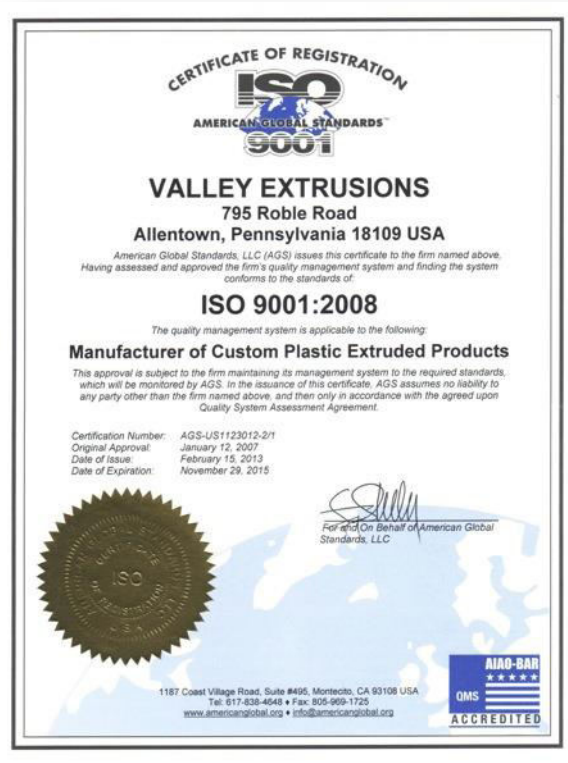 CERTIFICATE OF REGISTRATION
ISO
AMERICAN GLOBAL STANDARDS™
9001
VALLEY EXTRUSIONS
795 Roble Road
Allentown, Pennsylvania 18109 USA
American Global Standards, LLC (AGS) issues this certificate to the firm named above,
Having assessed and approved the firm's quality management system and finding the system
conforms to the standards of:
ISO 9001:2008
The quality management system is applicable to the following:
Manufacturer of Custom Plastic Extruded Products
This approval is subject to the firm maintaining its management system to the required standards,
which will be monitored by AGS. In the issuance of this certificate, AGS assumes no liability to
any party other than the firm named above, and then only in accordance with the agreed upon
Quality System Assessment Agreement.
Certification Number: AGS-US1123012-2/1
Original Approval: January 12, 2007
Date of Issue: February 15, 2013
Date of Expiration: November 29, 2015
For and On Behalf of American Global
Standards, LLC
CERTIFICATE
ISO
OF REGISTRATION
USA
1187 Coast Village Road, Suite #495, Montecito, CA 93108 USA
Tel: 617-838-4648 ♦ Fax: 805-969-1725
www.americanglobal.org ♦ info@americanglobal.org
AIAO-BAR
QMS
ACCREDITED